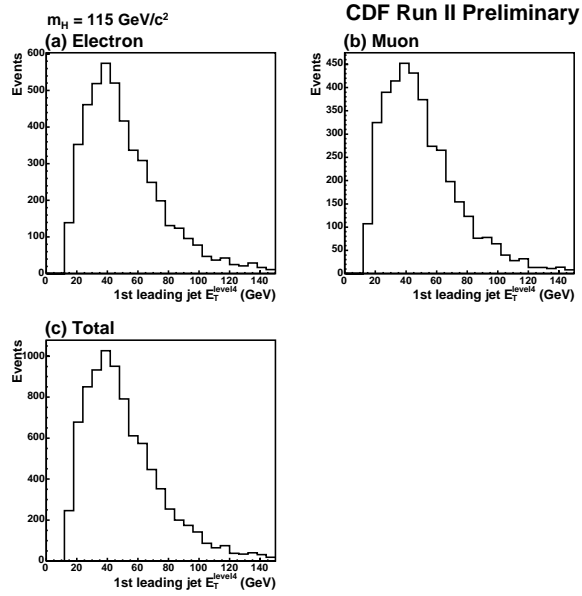 CDF Run II Preliminary
m_H = 115 GeV/c²
(a) Electron
Events
600
500
400
300
200
100
0
0 20 40 60 80 100 120 140
1st leading jet E_T^level4 (GeV)
(b) Muon
Events
450
400
350
300
250
200
150
100
50
0
0 20 40 60 80 100 120 140
1st leading jet E_T^level4 (GeV)
(c) Total
Events
1000
800
600
400
200
0
0 20 40 60 80 100 120 140
1st leading jet E_T^level4 (GeV)